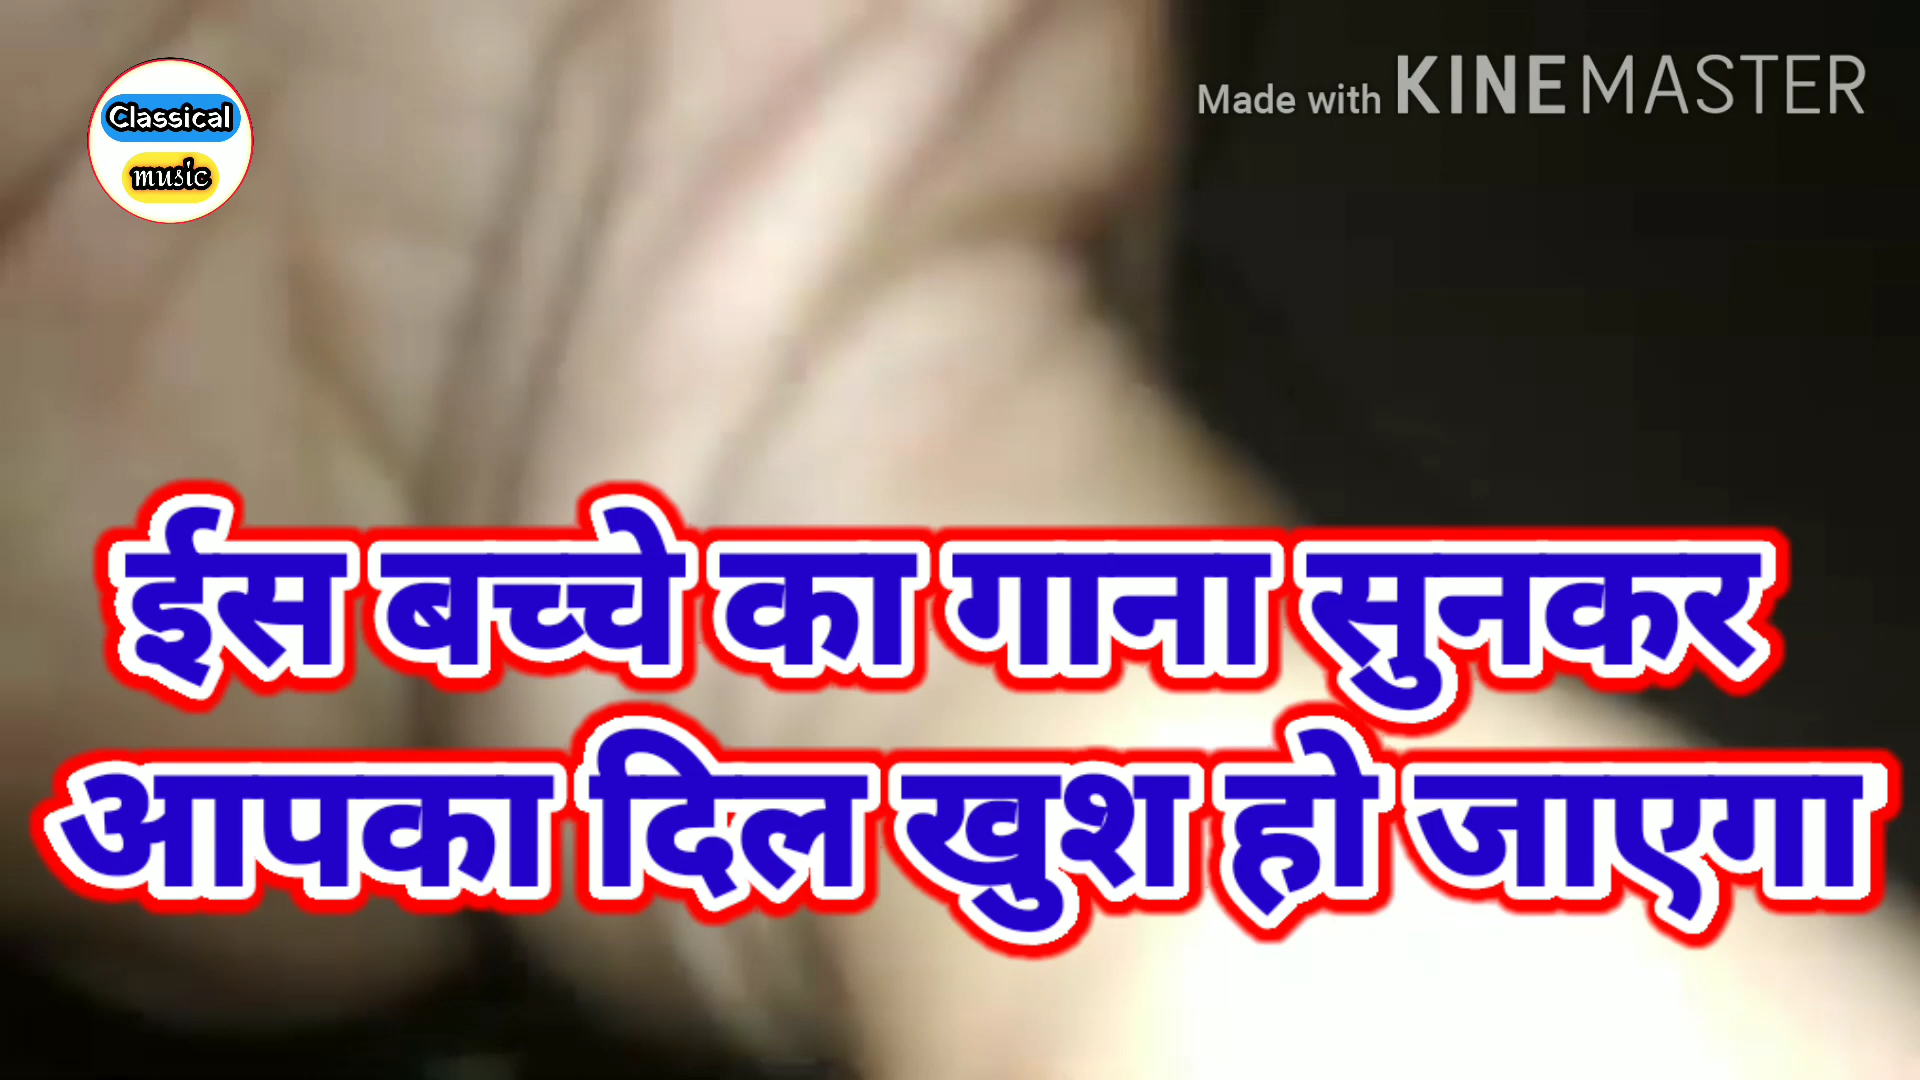 Classical
music
Made with KINEMASTER
ईस बच्चे का गाना सुनकर
आपका दिल खुश हो जाएगा